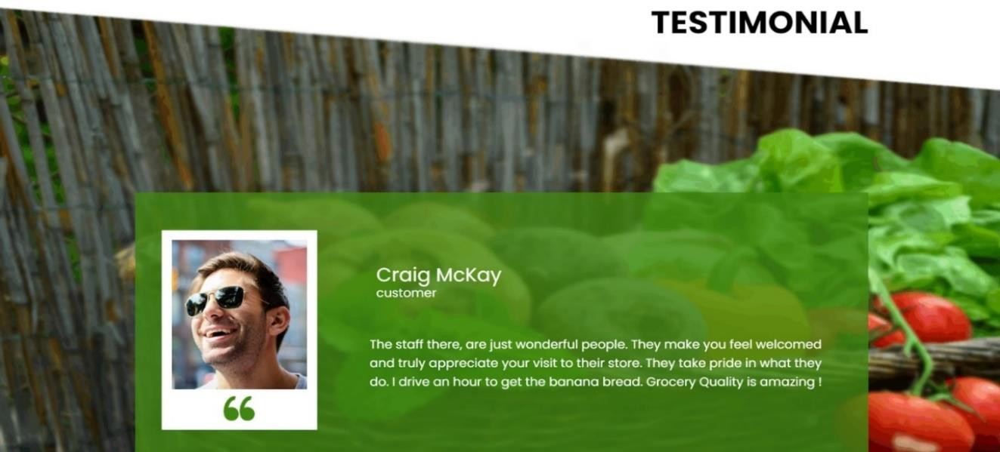 TESTIMONIAL
Craig McKay
customer
The staff there, are just wonderful people. They make you feel welcomed
and truly appreciate your visit to their store. They take pride in what they
do. I drive an hour to get the banana bread. Grocery Quality is amazing !
“